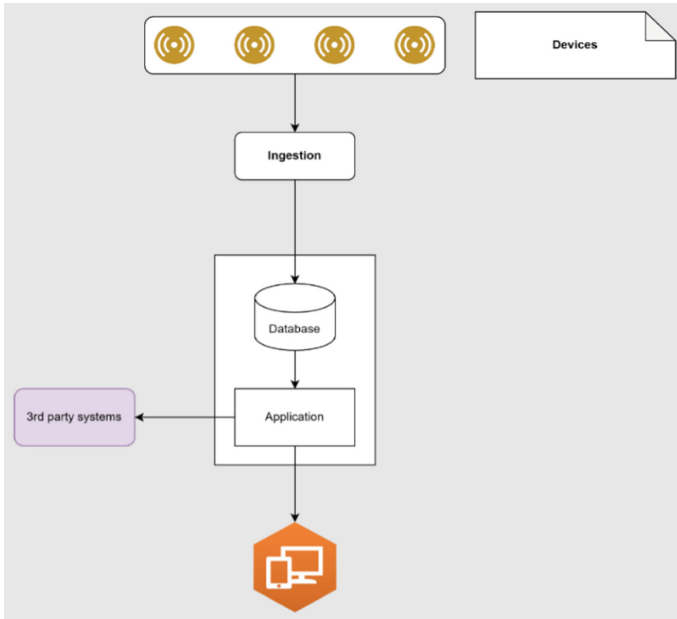 Devices
Ingestion
Database
3rd party systems
Application